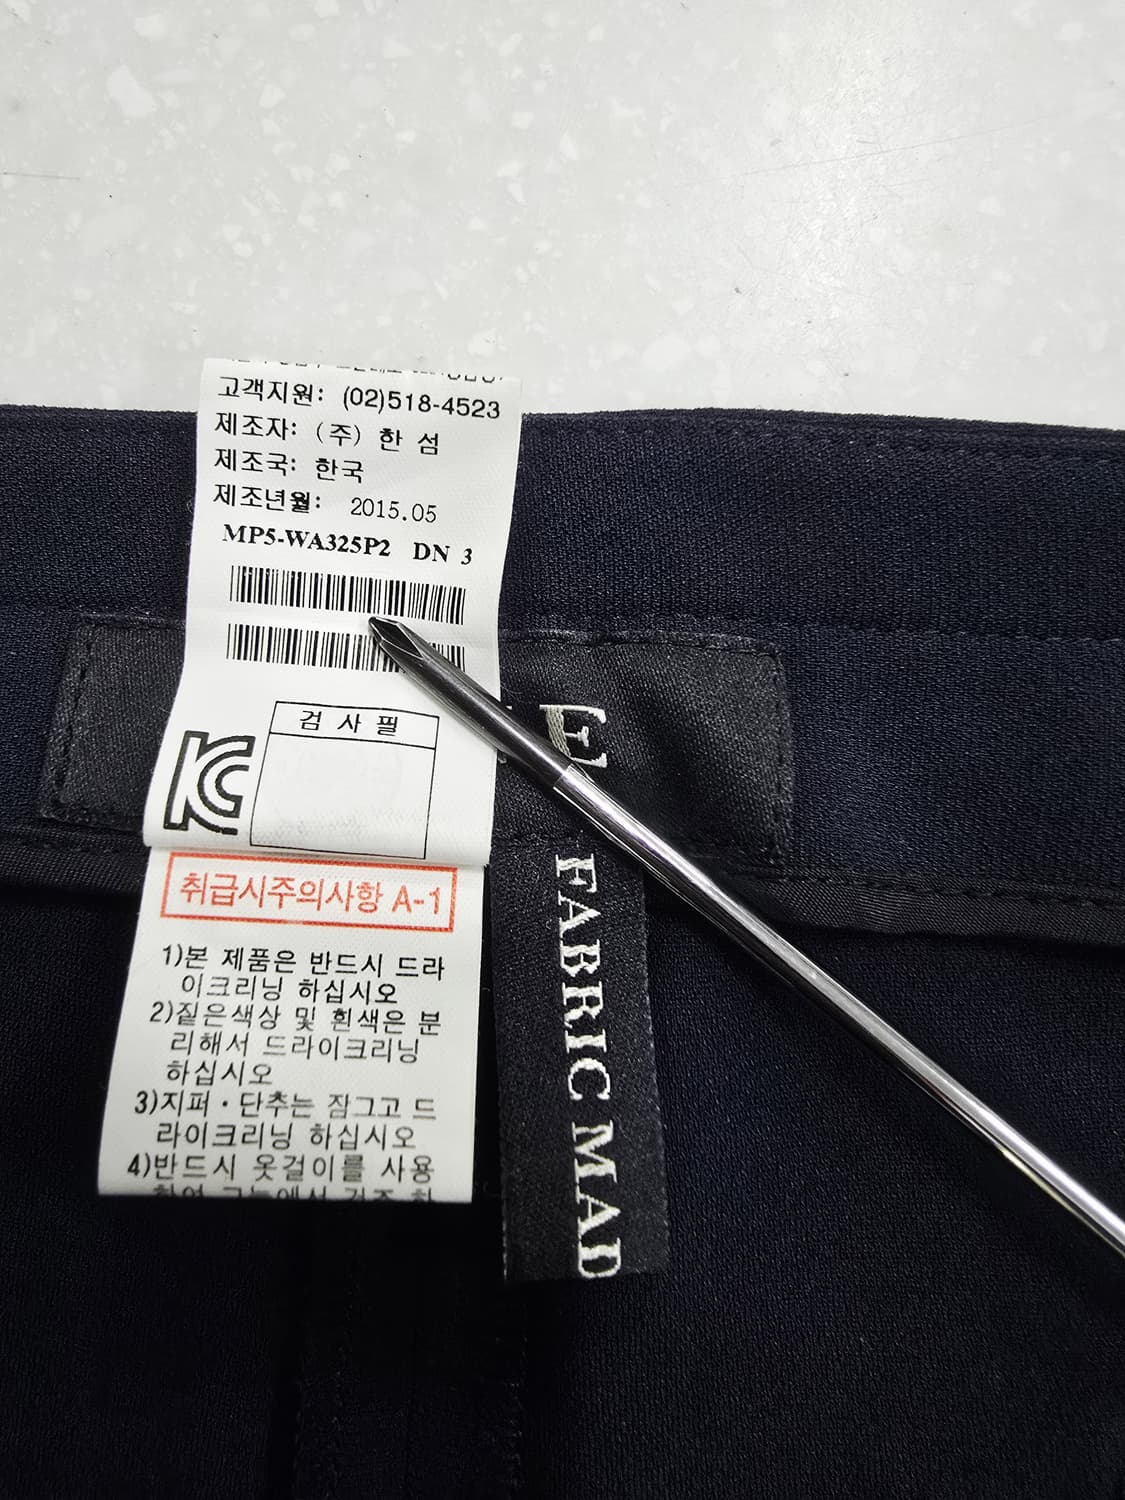 고객지원: (02)518-4523
제조자: (주) 한 섬
제조국: 한국
제조년월: 2015.05
MP5-WA325P2 DN 3
검 사 필
KC
취급시주의사항 A-1
1)본 제품은 반드시 드라
이크리닝 하십시오
2)짙은색상 및 흰색은 분
리해서 드라이크리닝
하십시오
3)지퍼·단추는 잠그고 드
라이크리닝 하십시오
4)반드시 옷걸이를 사용
FABRIC MAD